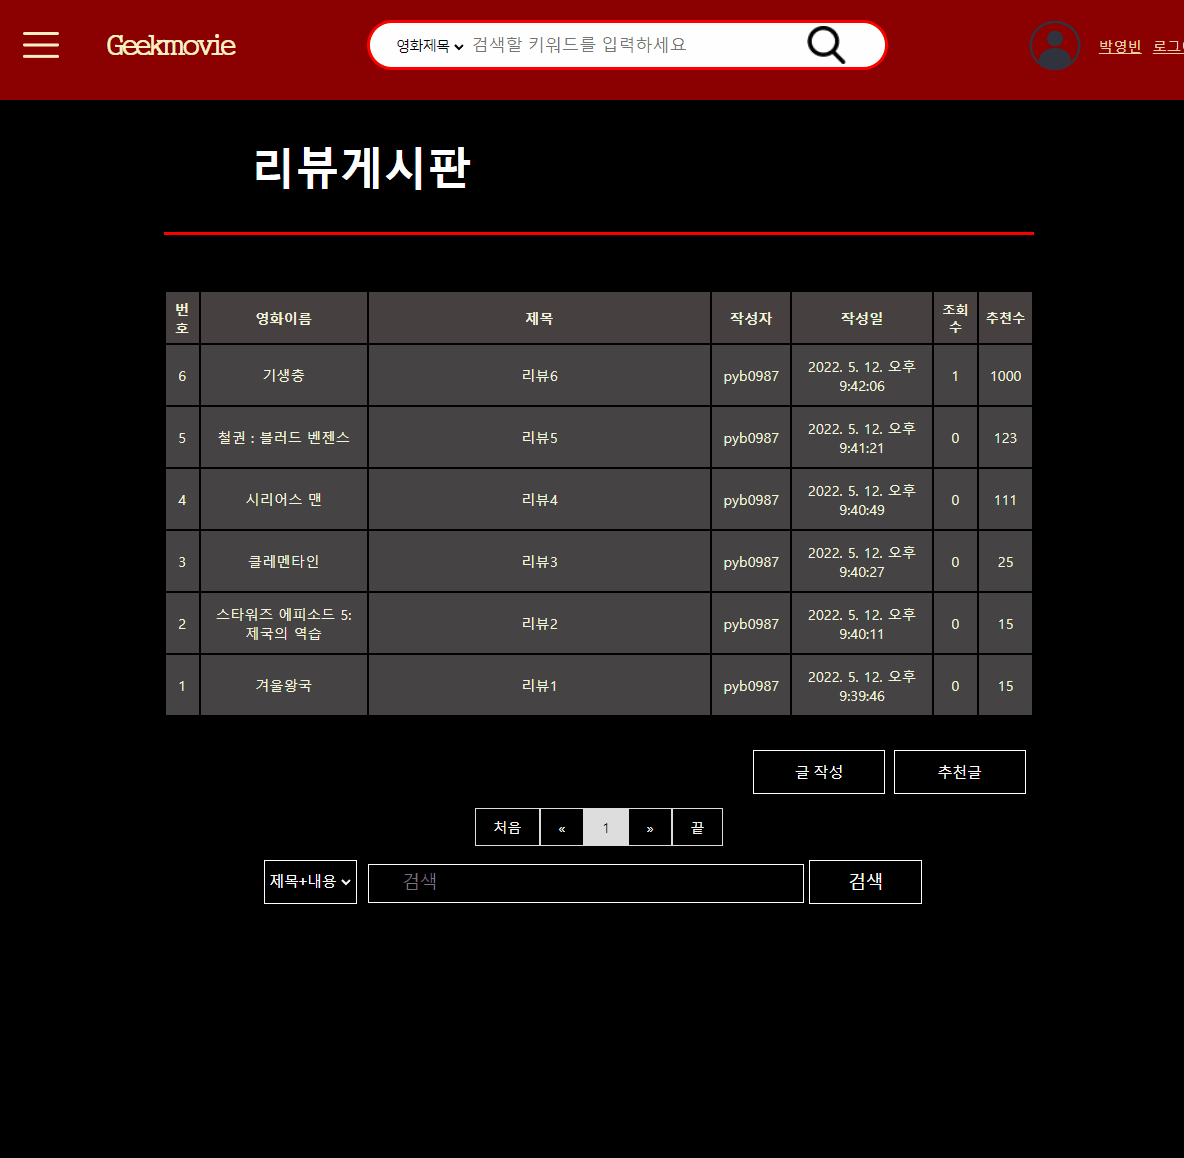 Geekmovie
영화제목 검색할 키워드를 입력하세요
박영빈 로그
리뷰게시판
번호 영화이름 제목 작성자 작성일 조회수 추천수
6 기생충 리뷰6 pyb0987 2022. 5. 12. 오후 9:42:06 1 1000
5 철권 : 블러드 벤젠스 리뷰5 pyb0987 2022. 5. 12. 오후 9:41:21 0 123
4 시리어스 맨 리뷰4 pyb0987 2022. 5. 12. 오후 9:40:49 0 111
3 클레멘타인 리뷰3 pyb0987 2022. 5. 12. 오후 9:40:27 0 25
2 스타워즈 에피소드 5: 제국의 역습 리뷰2 pyb0987 2022. 5. 12. 오후 9:40:11 0 15
1 겨울왕국 리뷰1 pyb0987 2022. 5. 12. 오후 9:39:46 0 15
글 작성 추천글
처음 « 1 » 끝
제목+내용 검색 검색